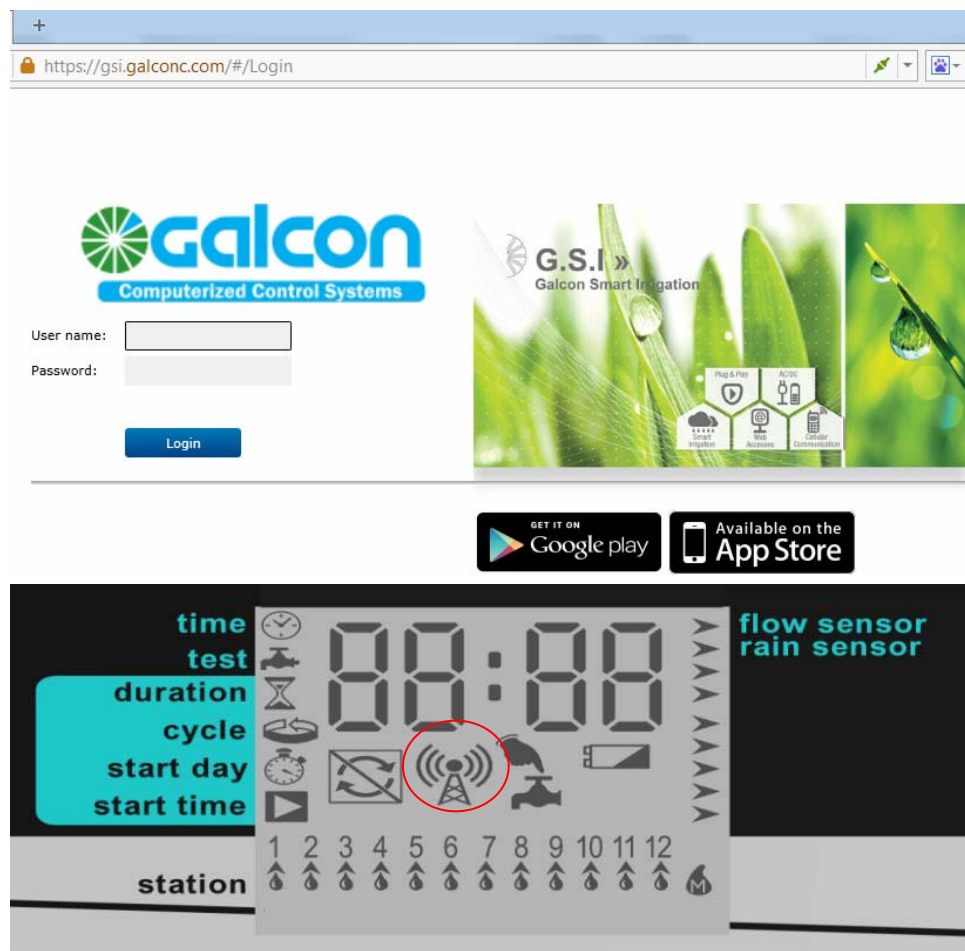 +
https://gsi.galconc.com/#/Login
Galcon
Computerized Control Systems
User name:
Password:
Login
G.S.I »
Galcon Smart Irrigation
Plug & Play
AC/DC
Smart Irrigation
Web Accesses
Cellular Communication
GET IT ON
Google play
Available on the
App Store
time
test
duration
cycle
start day
start time
station
88:88
flow sensor
rain sensor
1 2 3 4 5 6 7 8 9 10 11 12
M